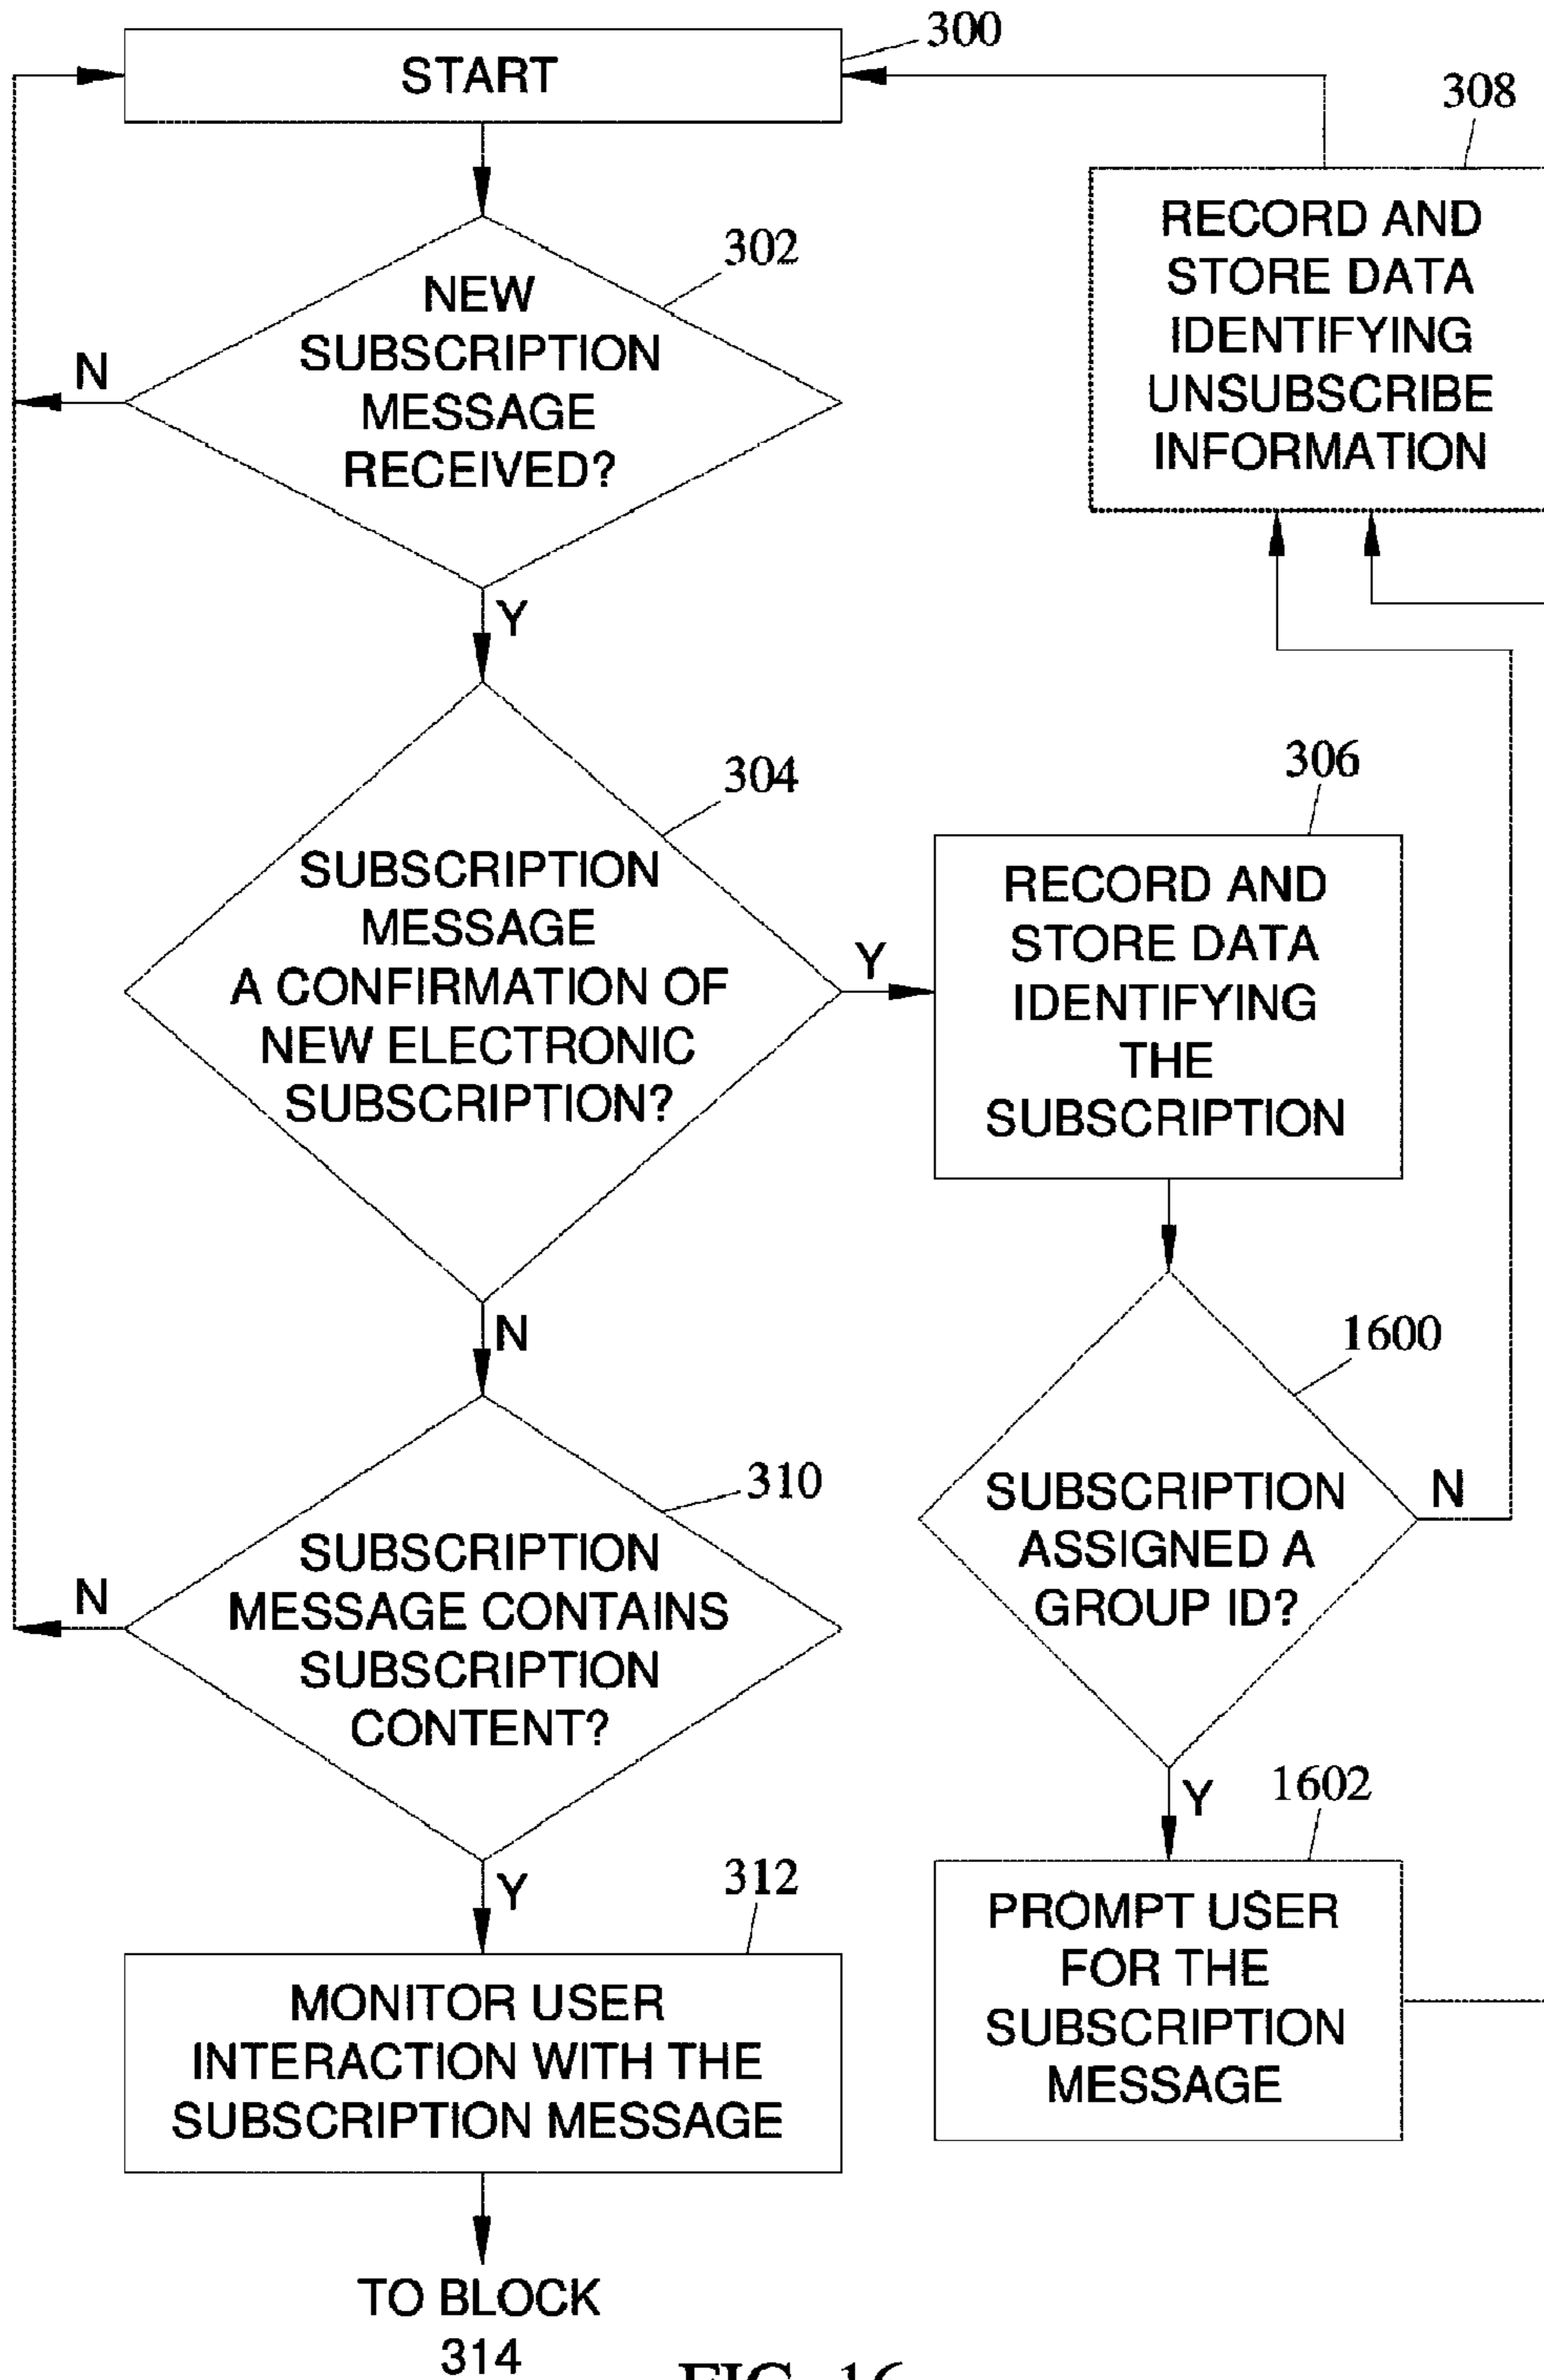 START
300
NEW
SUBSCRIPTION
MESSAGE
RECEIVED?
302
N
Y
SUBSCRIPTION
MESSAGE
A CONFIRMATION OF
NEW ELECTRONIC
SUBSCRIPTION?
304
Y
N
RECORD AND
STORE DATA
IDENTIFYING
THE
SUBSCRIPTION
306
RECORD AND
STORE DATA
IDENTIFYING
UNSUBSCRIBE
INFORMATION
308
SUBSCRIPTION
ASSIGNED A
GROUP ID?
1600
N
Y
PROMPT USER
FOR THE
SUBSCRIPTION
MESSAGE
1602
SUBSCRIPTION
MESSAGE CONTAINS
SUBSCRIPTION
CONTENT?
310
N
Y
MONITOR USER
INTERACTION WITH THE
SUBSCRIPTION MESSAGE
312
TO BLOCK
314
FIG. 16